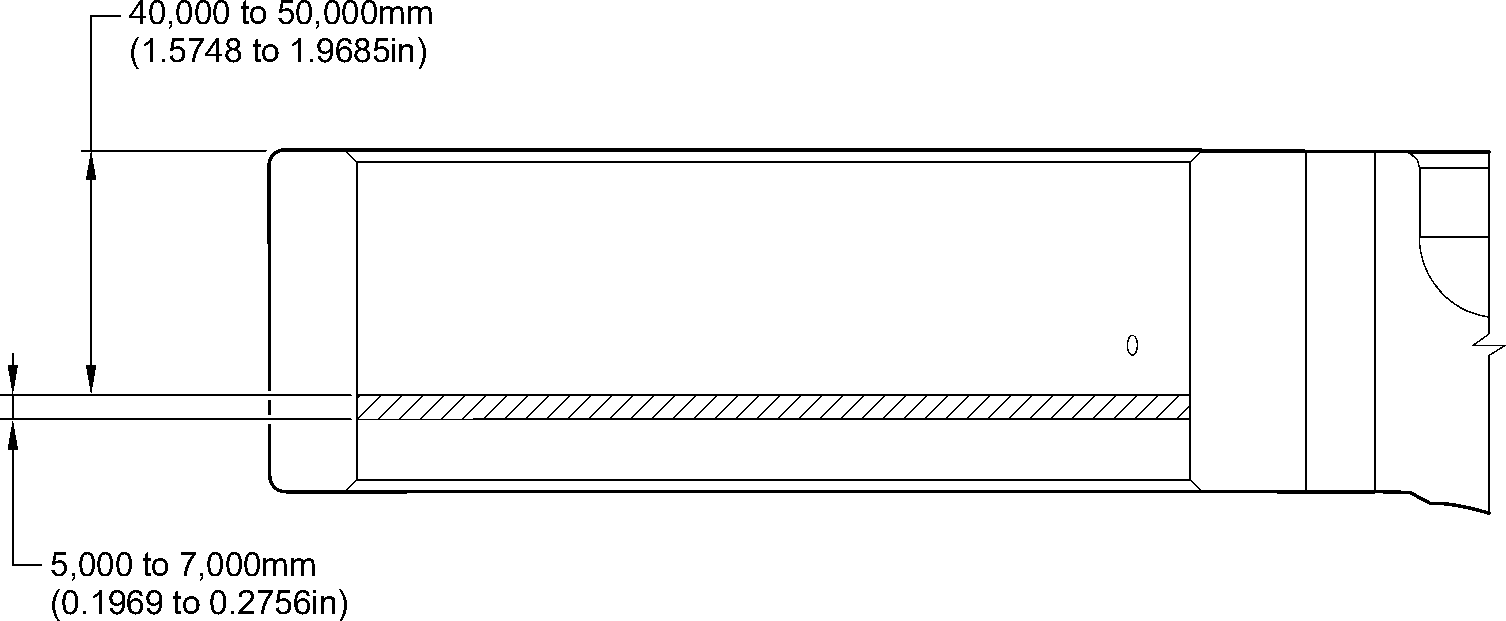 40,000 to 50,000mm
(1.5748 to 1.9685in)
5,000 to 7,000mm
(0.1969 to 0.2756in)